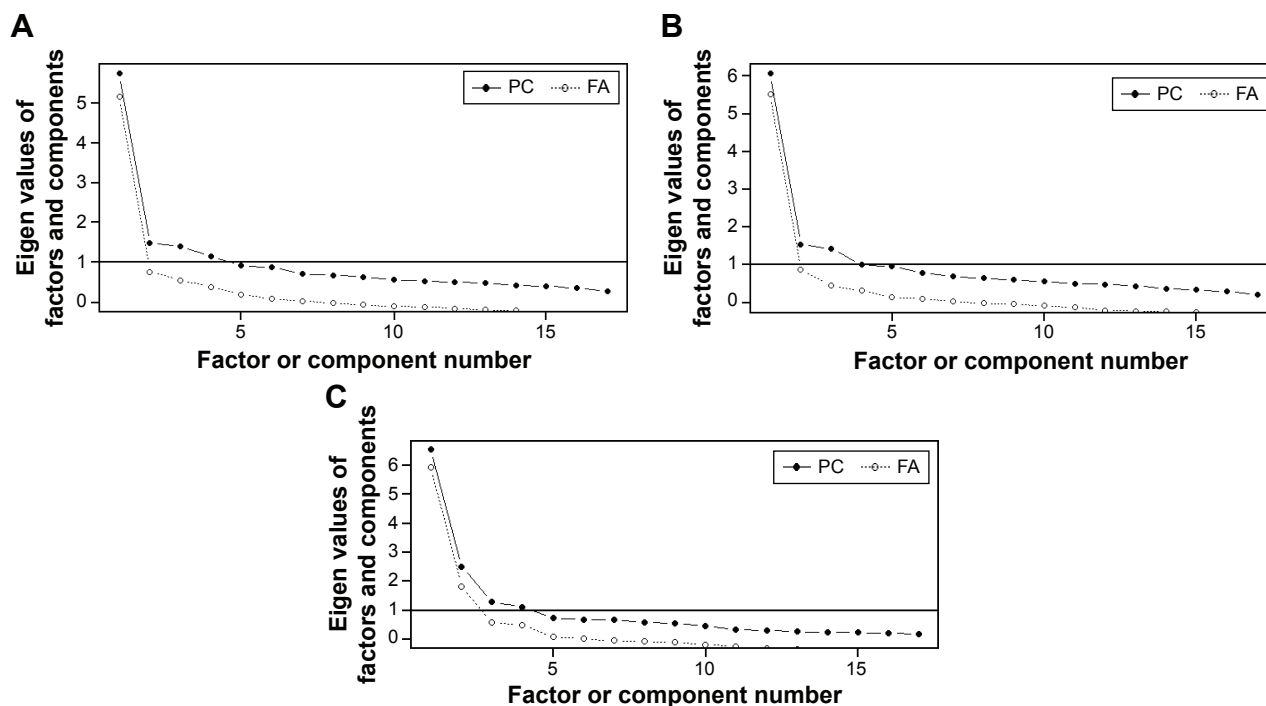 A
Eigen values of
factors and components
5
4
3
2
1
0
PC FA
5 10 15
Factor or component number
B
Eigen values of
factors and components
6
5
4
3
2
1
0
PC FA
5 10 15
Factor or component number
C
Eigen values of
factors and components
6
5
4
3
2
1
0
PC FA
5 10 15
Factor or component number